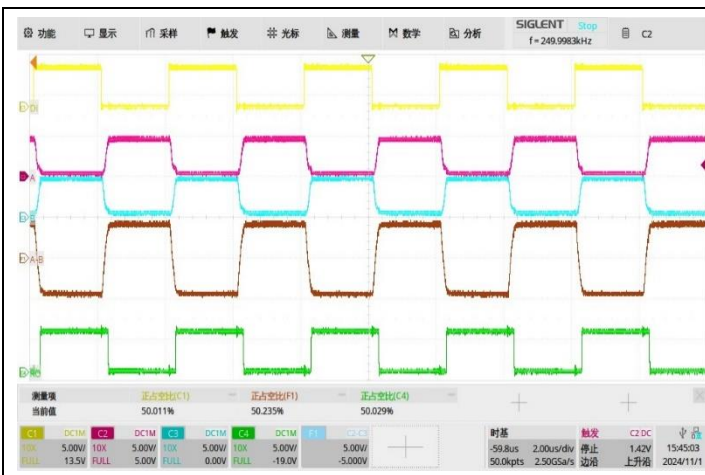 功能 显示 采样 触发 光标 测量 数学 分析 SIGLENT Stop C2
f = 249.9983kHz
Di
A
B
A-B
测量项 正占空比(C1) 正占空比(F1) 正占空比(C4)
当前值 50.011% 50.235% 50.029%
C1 DC1M C2 DC1M C3 DC1M C4 DC1M F1 时基 触发 C2 DC
10X 5.00V/ 10X 5.00V/ 10X 5.00V/ 10X 5.00V/ 5.00V/ -59.8us 2.00us/div 停止 1.42V 15:45:03
FULL 13.5V FULL 5.00V FULL 0.00V FULL -19.0V -5.000V 50.0kpts 2.50GSa/s 边沿 上升沿 2024/11/1